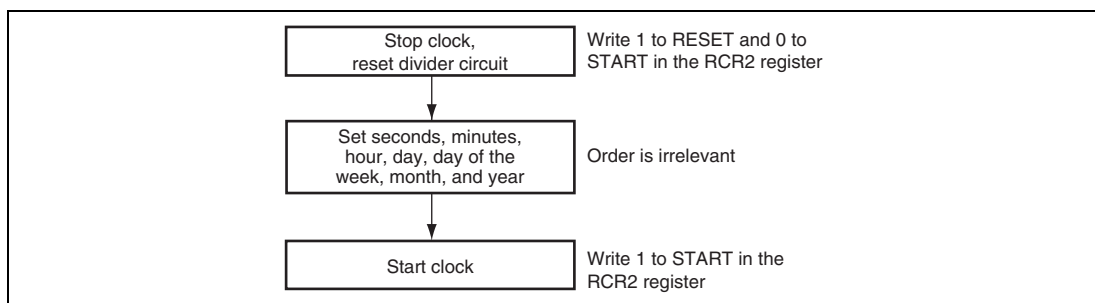 Stop clock,
reset divider circuit
Write 1 to RESET and 0 to
START in the RCR2 register
Set seconds, minutes,
hour, day, day of the
week, month, and year
Order is irrelevant
Start clock
Write 1 to START in the
RCR2 register